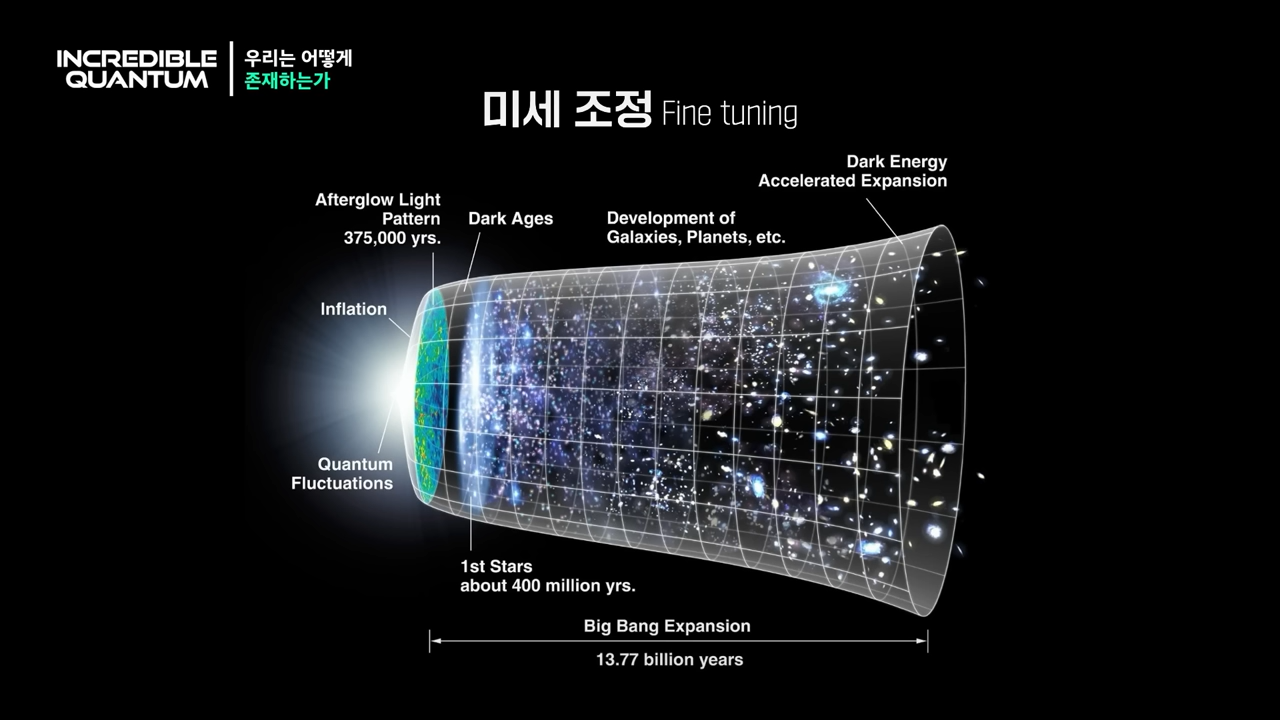 INCREDIBLE
QUANTUM
우리는 어떻게
존재하는가
미세 조정 Fine tuning
Dark Energy
Accelerated Expansion
Afterglow Light
Pattern
375,000 yrs.
Dark Ages
Development of
Galaxies, Planets, etc.
Inflation
Quantum
Fluctuations
1st Stars
about 400 million yrs.
Big Bang Expansion
13.77 billion years